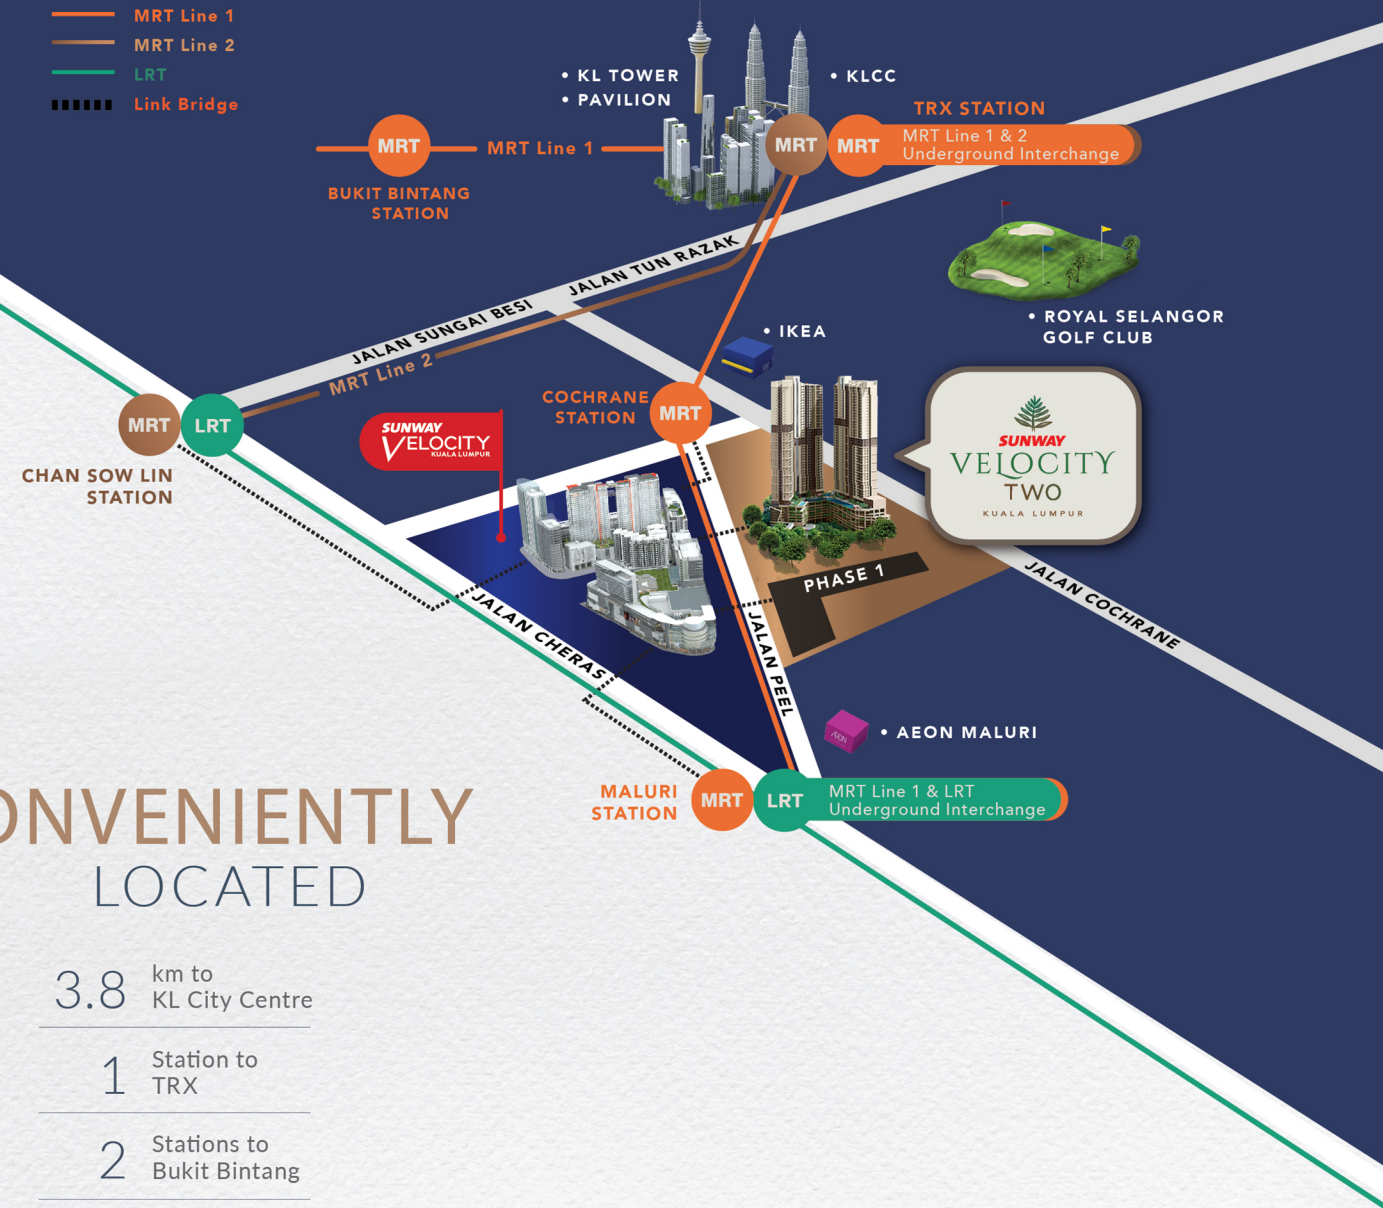 MRT Line 1
MRT Line 2
LRT
Link Bridge
• KL TOWER
• PAVILION
• KLCC
TRX STATION
MRT
MRT Line 1
MRT
MRT
MRT Line 1 & 2
Underground Interchange
BUKIT BINTANG
STATION
JALAN TUN RAZAK
JALAN SUNGAI BESI
MRT Line 2
• ROYAL SELANGOR
GOLF CLUB
• IKEA
COCHRANE
STATION
MRT
MRT
LRT
CHAN SOW LIN
STATION
SUNWAY
VELOCITY
KUALA LUMPUR
SUNWAY
VELOCITY
TWO
KUALA LUMPUR
PHASE 1
JALAN COCHRANE
JALAN CHERAS
JALAN PEEL
AEON
• AEON MALURI
MALURI
STATION
MRT
LRT
MRT Line 1 & LRT
Underground Interchange
ONVENIENTLY
LOCATED
3.8
km to
KL City Centre
1
Station to
TRX
2
Stations to
Bukit Bintang